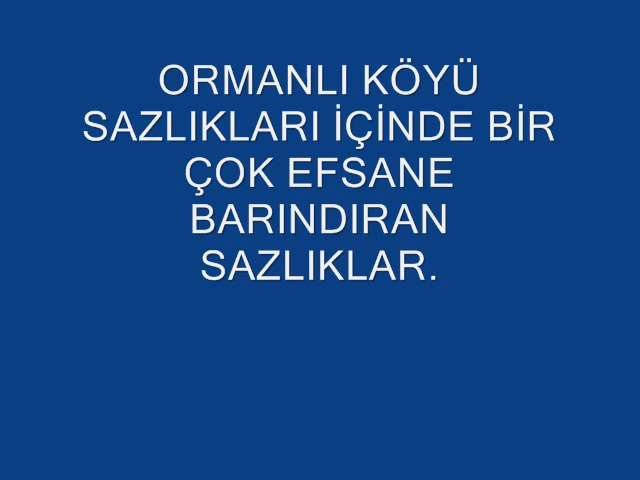 ORMANLI KÖYÜ
SAZLIKLARI İÇİNDE BİR
ÇOK EFSANE
BARINDIRAN
SAZLIKLAR.